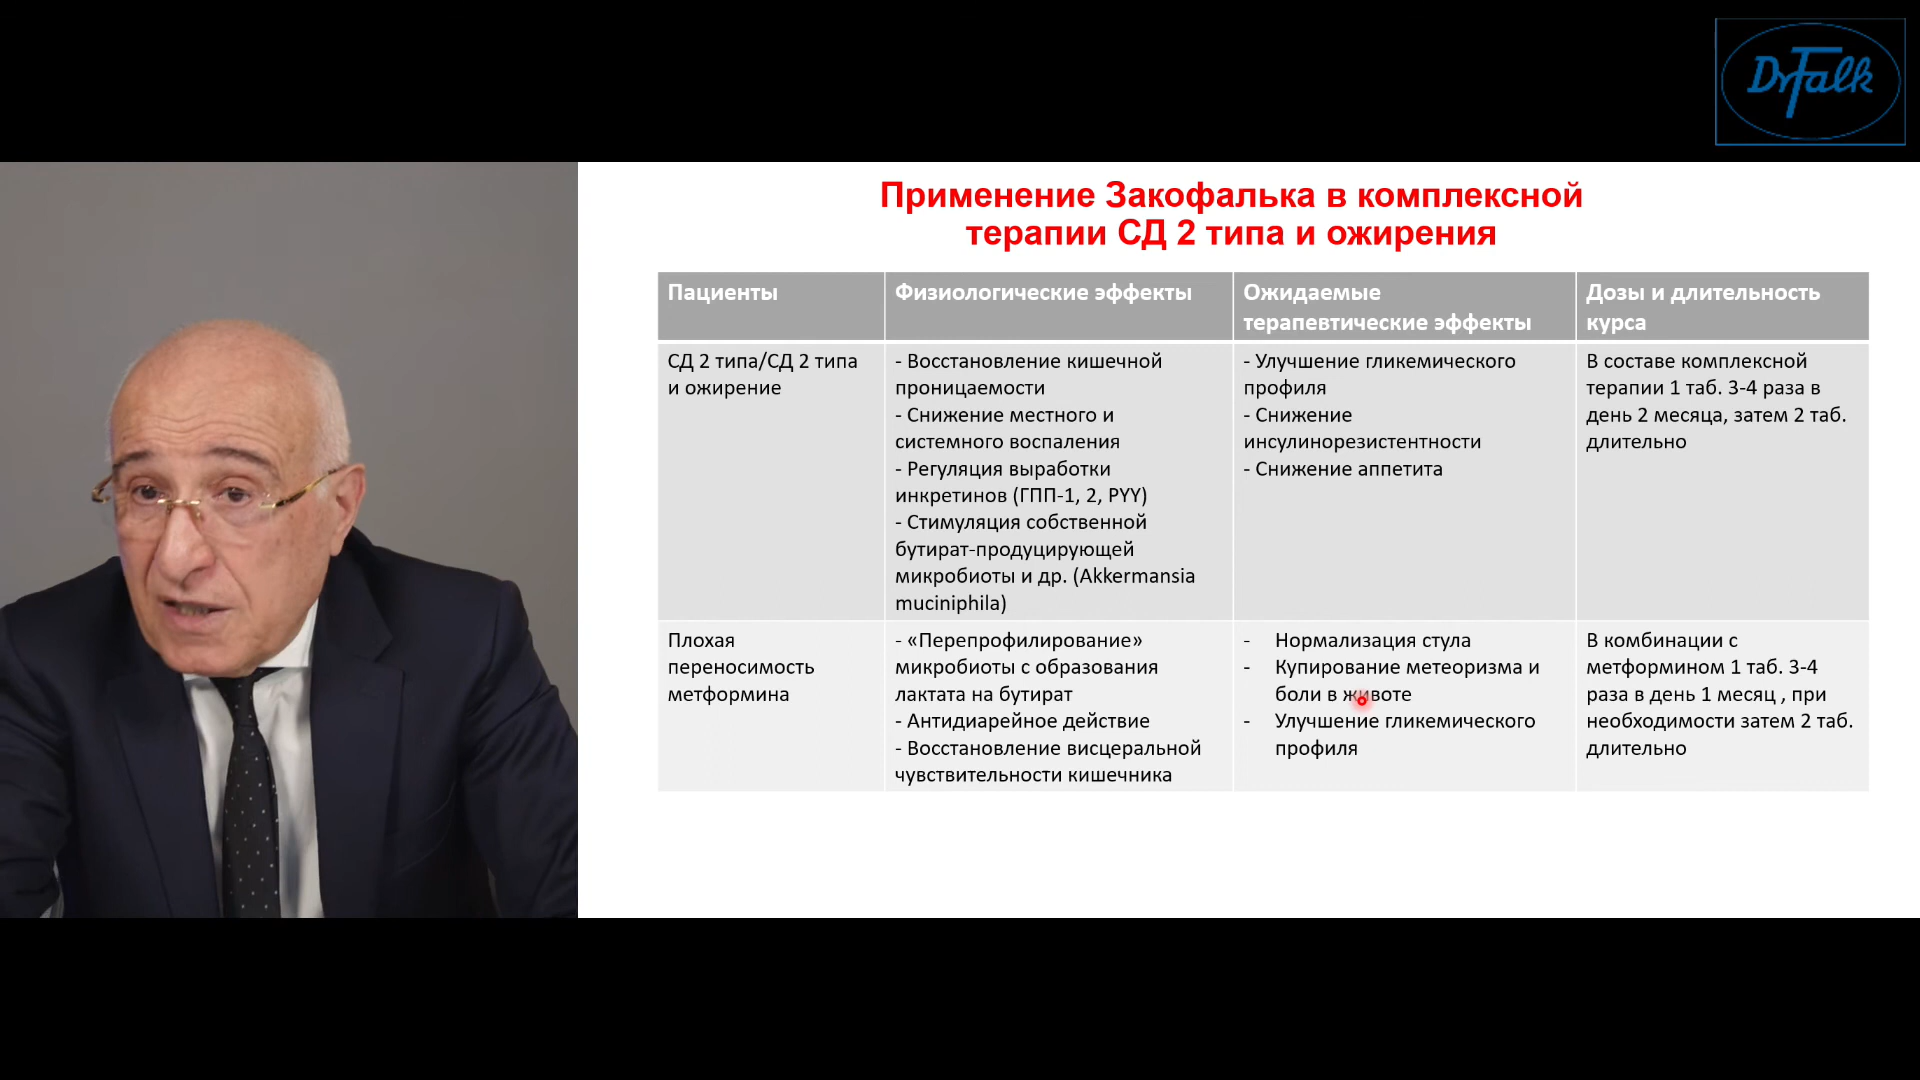 Dr Falk
Применение Закофалька в комплексной
терапии СД 2 типа и ожирения
Пациенты
Физиологические эффекты
Ожидаемые
терапевтические эффекты
Дозы и длительность
курса
СД 2 типа/СД 2 типа
и ожирение
- Восстановление кишечной
проницаемости
- Снижение местного и
системного воспаления
- Регуляция выработки
инкретинов (ГПП-1, 2, PYY)
- Стимуляция собственной
бутират-продуцирующей
микробиоты и др. (Akkermansia
muciniphila)
- Улучшение гликемического
профиля
- Снижение
инсулинорезистентности
- Снижение аппетита
В составе комплексной
терапии 1 таб. 3-4 раза в
день 2 месяца, затем 2 таб.
длительно
Плохая
переносимость
метформина
- «Перепрофилирование»
микробиоты с образования
лактата на бутират
- Антидиарейное действие
- Восстановление висцеральной
чувствительности кишечника
- Нормализация стула
- Купирование метеоризма и
боли в животе
- Улучшение гликемического
профиля
В комбинации с
метформином 1 таб. 3-4
раза в день 1 месяц , при
необходимости затем 2 таб.
длительно